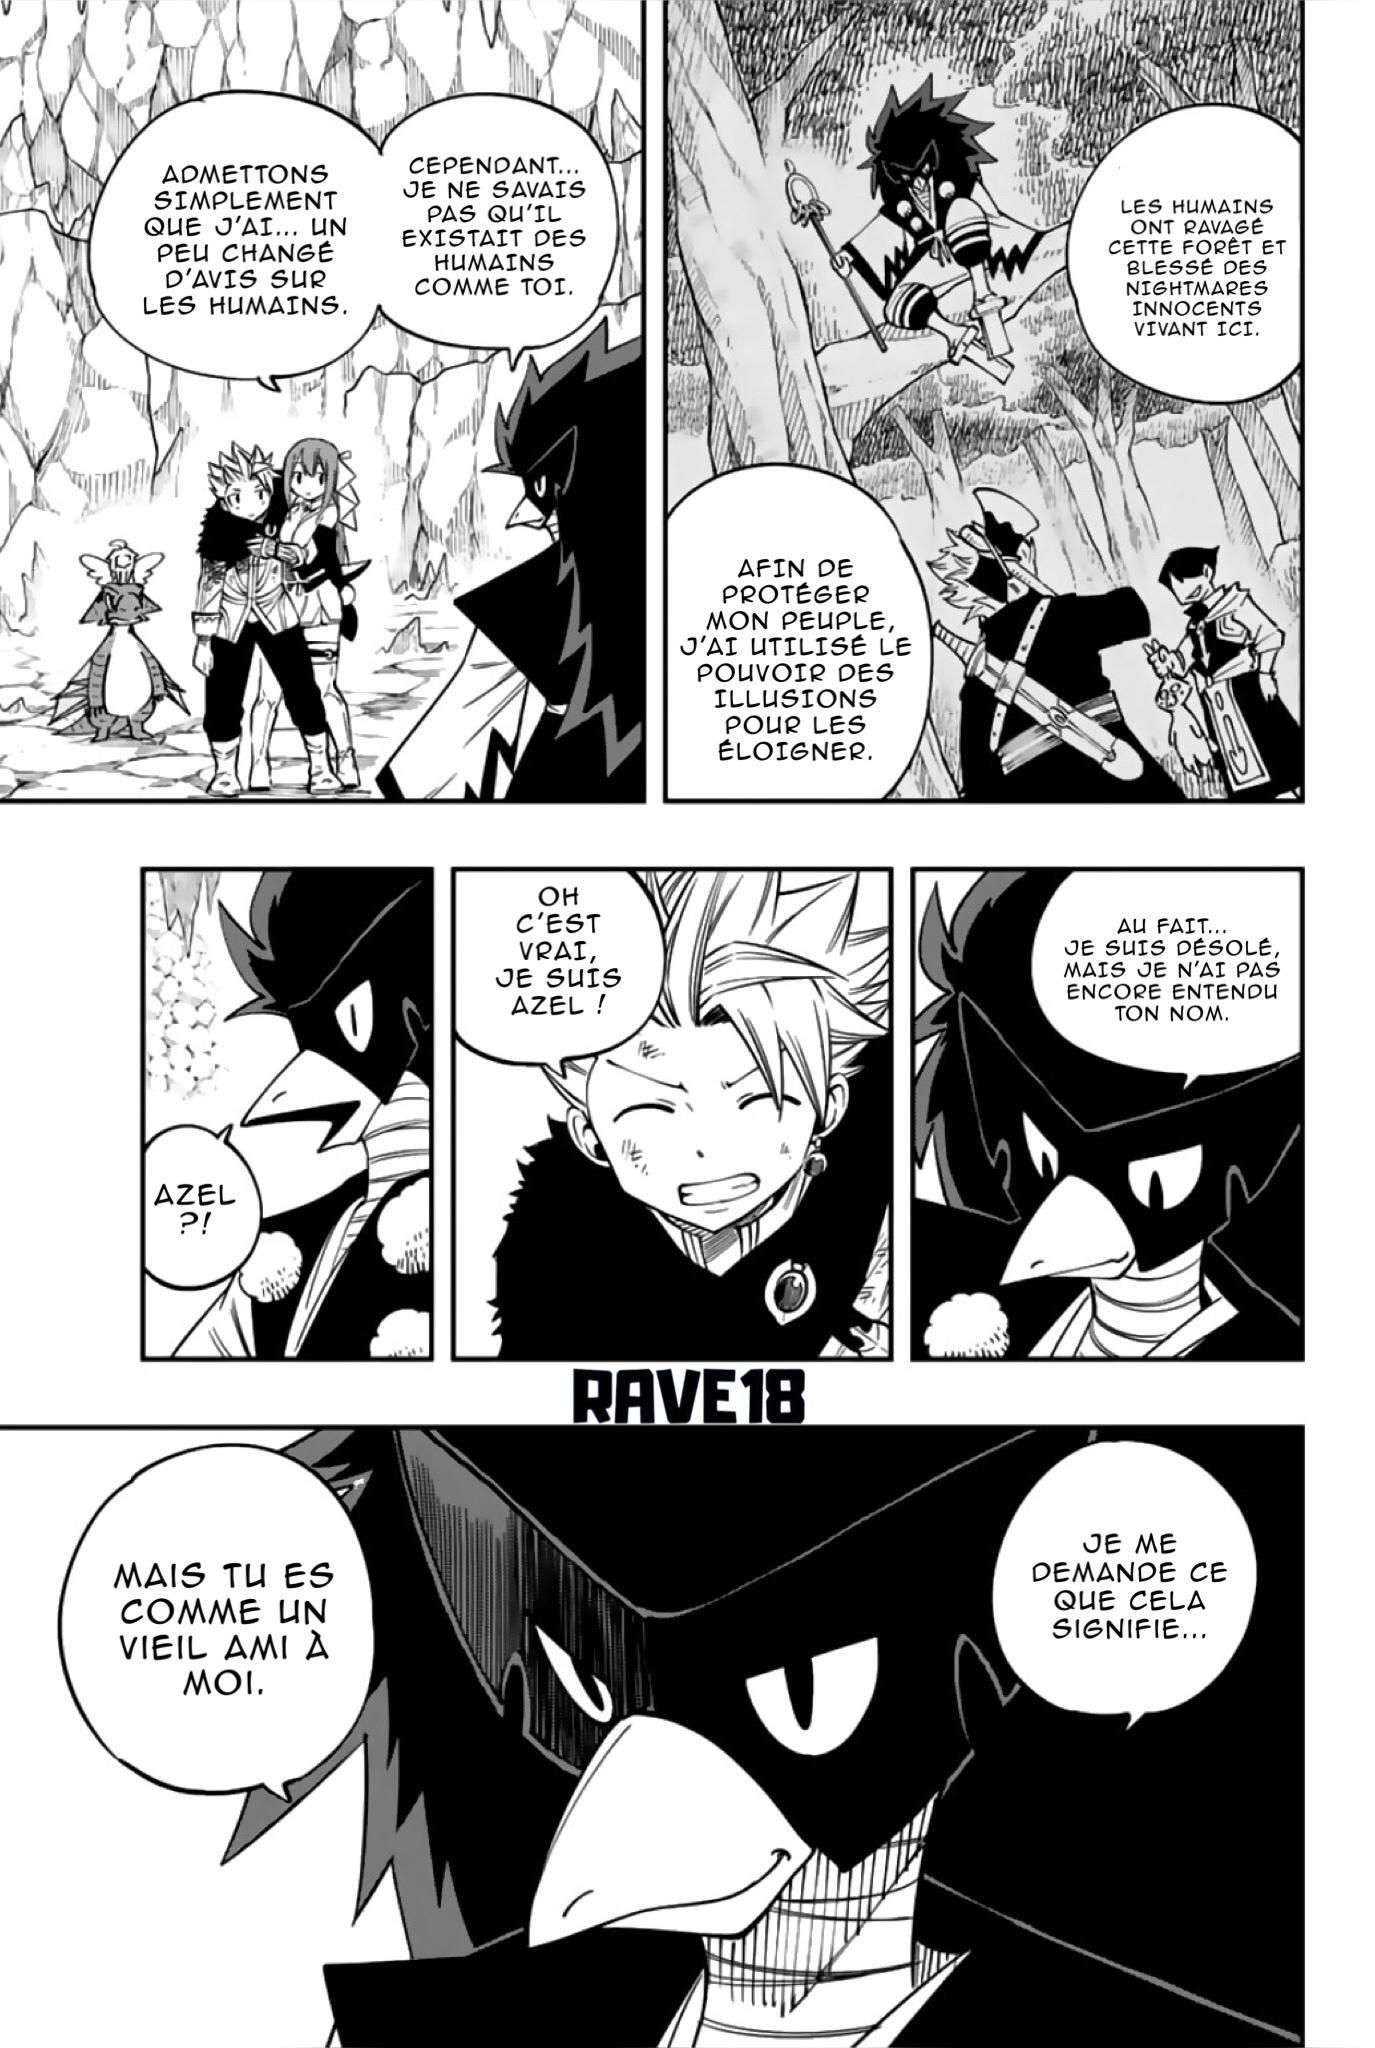 LES HUMAINS
ONT RAVAGÉ
CETTE FORÊT ET
BLESSÉ DES
NIGHTMARES
INNOCENTS
VIVANT ICI.
AFIN DE
PROTÉGER
MON PEUPLE,
J'AI UTILISÉ LE
POUVOIR DES
ILLUSIONS
POUR LES
ÉLOIGNER.
CEPENDANT...
JE NE SAVAIS
PAS QU'IL
EXISTAIT DES
HUMAINS
COMME TOI.
ADMETTONS
SIMPLEMENT
QUE J'AI... UN
PEU CHANGÉ
D'AVIS SUR
LES HUMAINS.
AU FAIT...
JE SUIS DÉSOLÉ,
MAIS JE N'AI PAS
ENCORE ENTENDU
TON NOM.
OH
C'EST
VRAI,
JE SUIS
AZEL !
AZEL
?!
RAVE18
JE ME
DEMANDE CE
QUE CELA
SIGNIFIE...
MAIS TU ES
COMME UN
VIEIL AMI À
MOI.